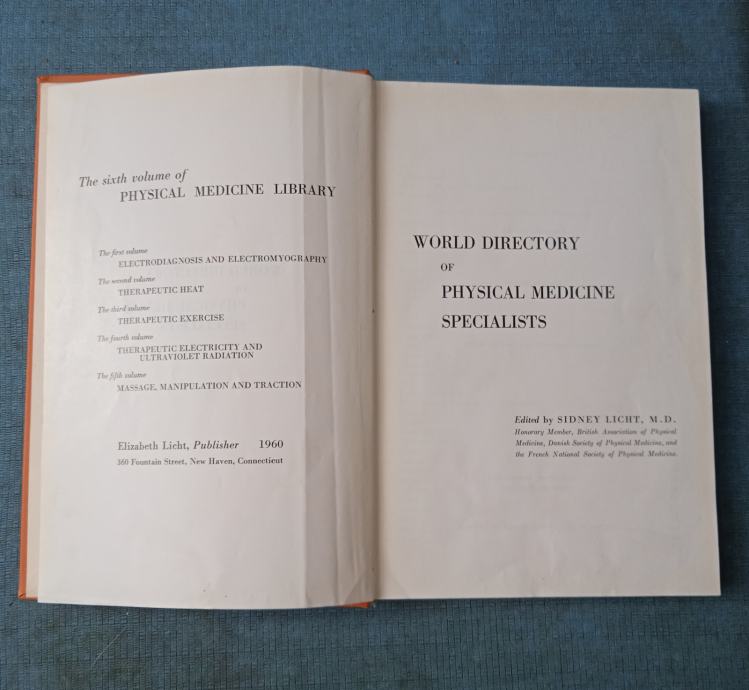 The sixth volume of
PHYSICAL MEDICINE LIBRARY
The first volume
ELECTRODIAGNOSIS AND ELECTROMYOGRAPHY
The second volume
THERAPEUTIC HEAT
The third volume
THERAPEUTIC EXERCISE
The fourth volume
THERAPEUTIC ELECTRICITY AND
ULTRAVIOLET RADIATION
The fifth volume
MASSAGE, MANIPULATION AND TRACTION
Elizabeth Licht, Publisher 1960
360 Fountain Street, New Haven, Connecticut
WORLD DIRECTORY
OF
PHYSICAL MEDICINE
SPECIALISTS
Edited by SIDNEY LICHT, M.D.
Honorary Member, British Association of Physical
Medicine, Danish Society of Physical Medicine, and
the French National Society of Physical Medicine.